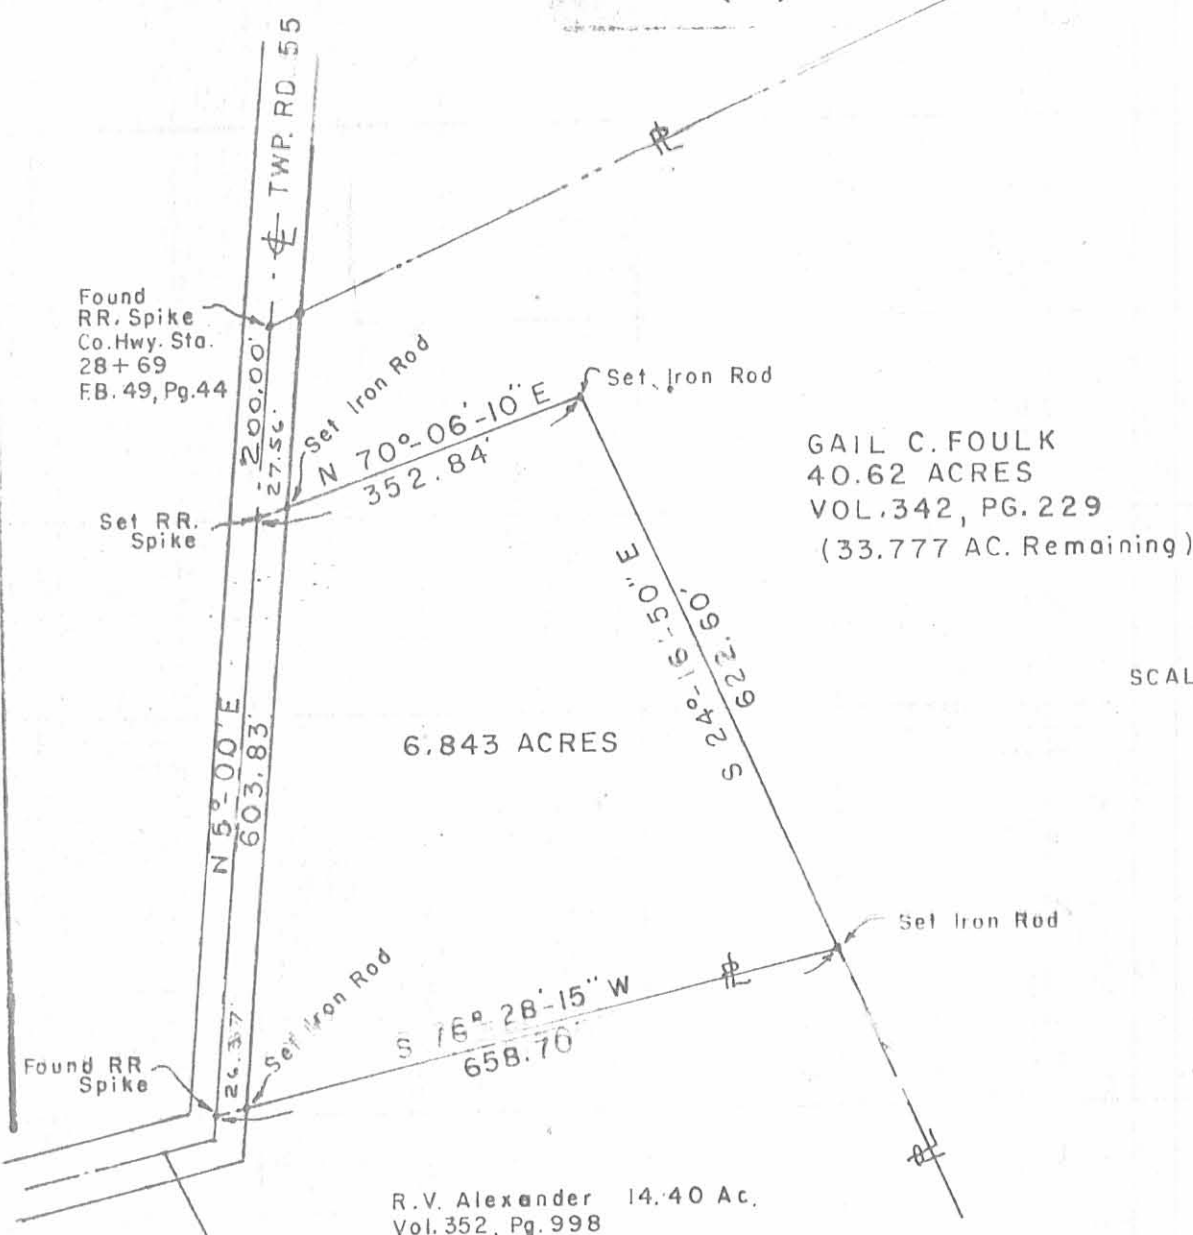 TWP. RD. 55
℄
℄
Found
RR. Spike
Co. Hwy. Sta.
28+69
F.B. 49, Pg. 44
200.00'
27.56'
Set Iron Rod
N 70°-06'-10" E
352.84'
Set Iron Rod
Set RR.
Spike
GAIL C. FOULK
40.62 ACRES
VOL. 342, PG. 229
(33.777 AC. Remaining)
S 24°-16'-50" E
622.60'
SCAL
N 5°-00' E
603.83'
6.843 ACRES
Set Iron Rod
S 76°-28'-15" W
658.70'
Set Iron Rod
26.37'
Found RR
Spike
R.V. Alexander 14.40 Ac.
Vol. 352, Pg. 998